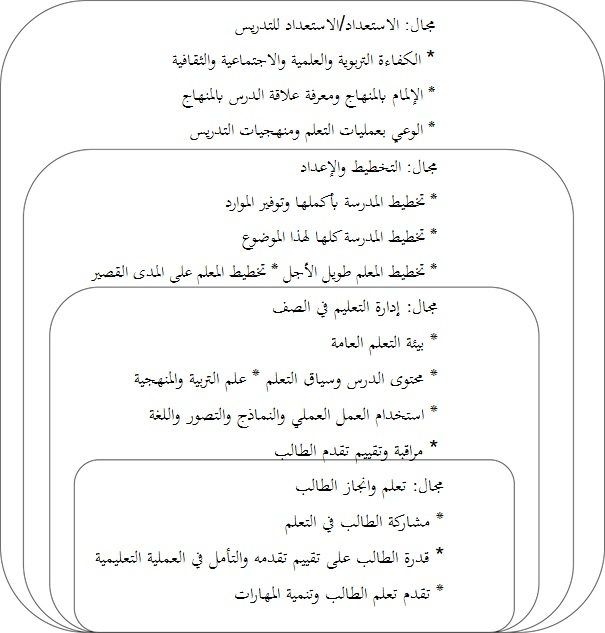 مجال: الاستعداد/الاستعداد للتدريس
* الكفاءة التربوية والعلمية والاجتماعية والثقافية
* الإلمام بالمنهاج ومعرفة علاقة الدرس بالمنهاج
* الوعي بعمليات التعلم ومنهجيات التدريس
مجال: التخطيط والإعداد
* تخطيط المدرسة بأكملها وتوفير الموارد
* تخطيط المدرسة كلها لهذا الموضوع
* تخطيط المعلم طويل الأجل * تخطيط المعلم على المدى القصير
مجال: إدارة التعليم في الصف
* بيئة التعلم العامة
* محتوى الدرس وسياق التعلم * علم التربية والمنهجية
* استخدام العمل العملي والنماذج والتصور واللغة
* مراقبة وتقييم تقدم الطالب
مجال: تعلم وانجاز الطالب
* مشاركة الطالب في التعلم
* قدرة الطالب على تقييم تقدمه والتأمل في العملية التعليمية
* تقدم تعلم الطالب وتنمية المهارات